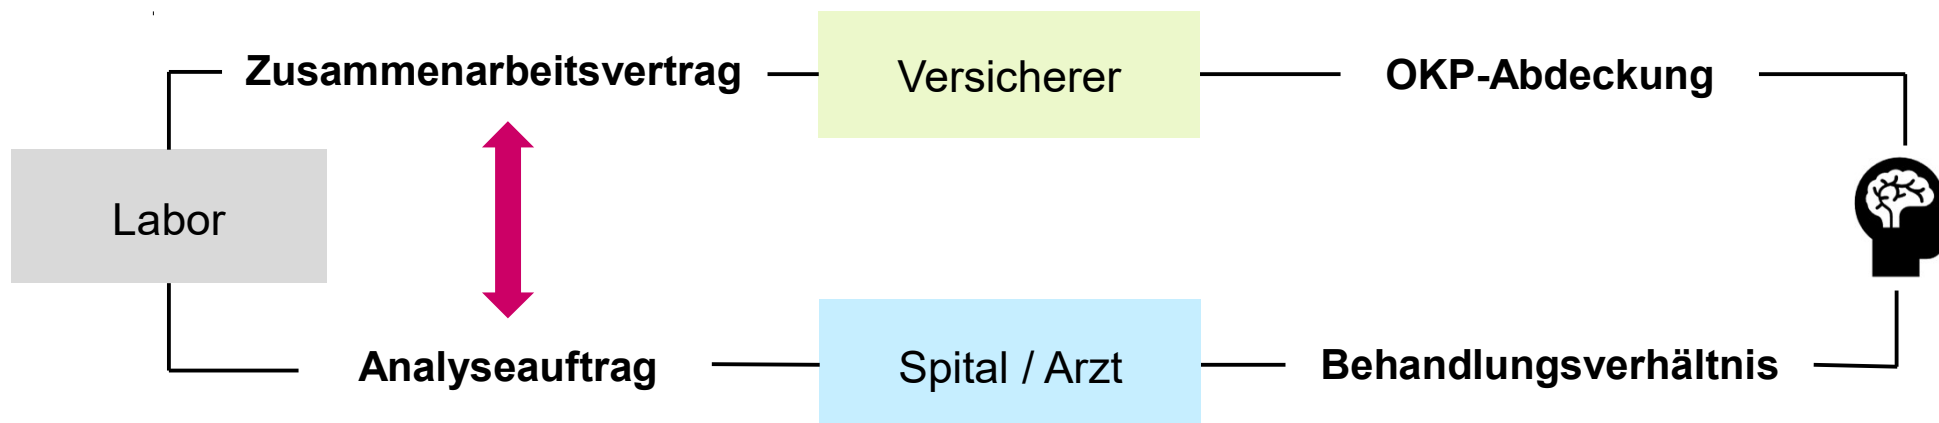 Zusammenarbeitsvertrag
Versicherer
OKP-Abdeckung
Labor
Analyseauftrag
Spital / Arzt
Behandlungsverhältnis